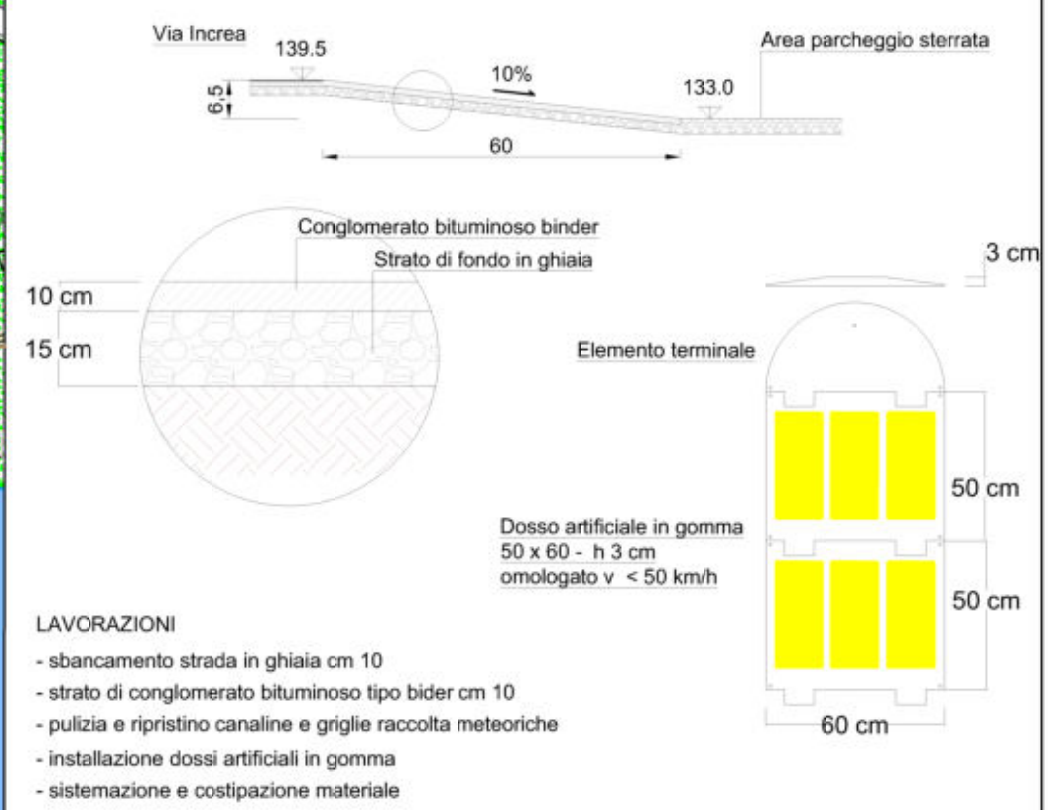 Via Increa
139.5
Area parcheggio sterrata
10%
133.0
6,5
60
Conglomerato bituminoso binder
Strato di fondo in ghiaia
10 cm
15 cm
3 cm
Elemento terminale
50 cm
Dosso artificiale in gomma
50 x 60 - h 3 cm
omologato v < 50 km/h
50 cm
60 cm
LAVORAZIONI
- sbancamento strada in ghiaia cm 10
- strato di conglomerato bituminoso tipo bider cm 10
- pulizia e ripristino canaline e griglie raccolta meteoriche
- installazione dossi artificiali in gomma
- sistemazione e costipazione materiale